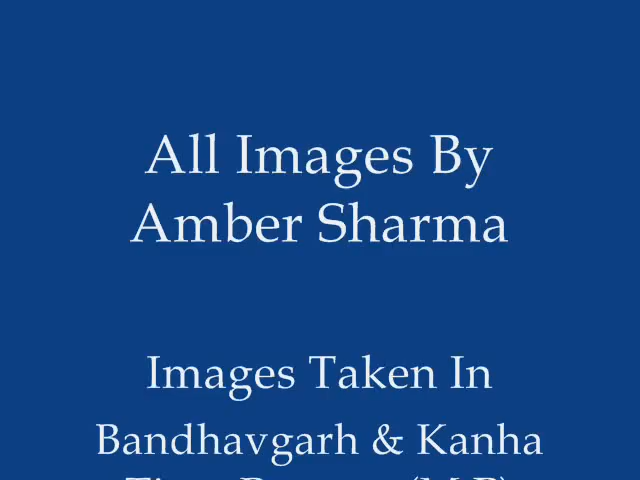 All Images By
Amber Sharma
Images Taken In
Bandhavgarh & Kanha